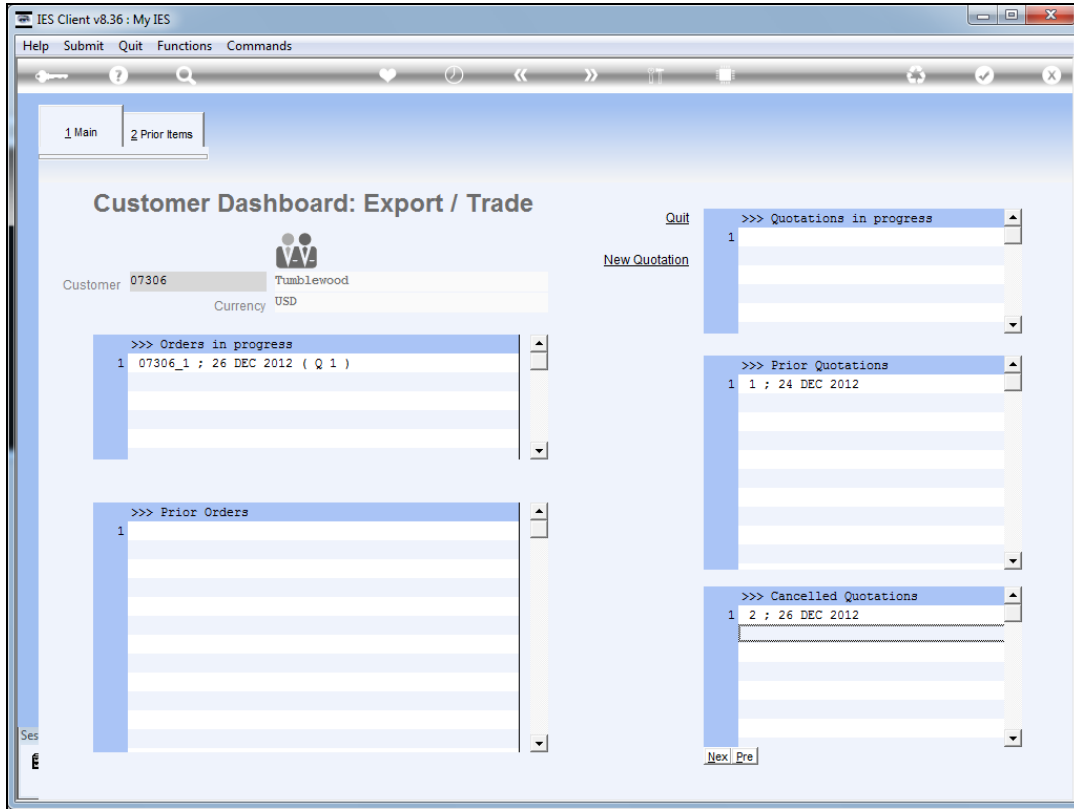 IES Client v8.36 : My IES
Help Submit Quit Functions Commands
1 Main
2 Prior Items
Customer Dashboard: Export / Trade
Customer 07306 Tumblewood
Currency USD
Quit
New Quotation
>>> Quotations in progress
1
>>> Orders in progress
1 07306_1 ; 26 DEC 2012 ( Q 1 )
>>> Prior Quotations
1 1 ; 24 DEC 2012
>>> Prior Orders
1
>>> Cancelled Quotations
1 2 ; 26 DEC 2012
Nex Pre
Ses